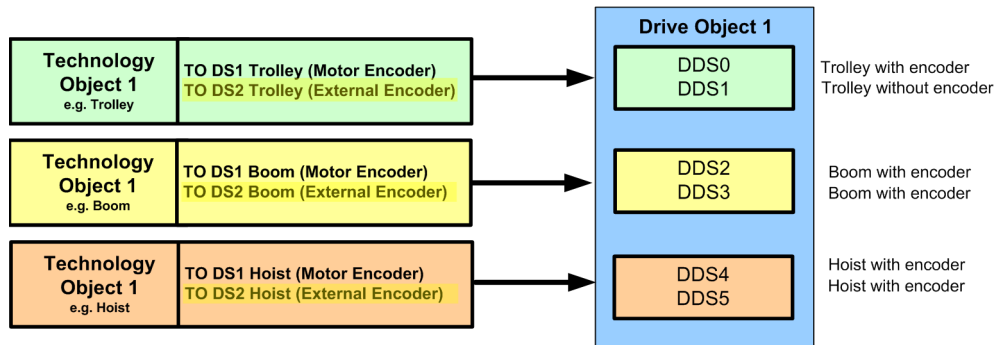 Drive Object 1
Technology
Object 1
e.g. Trolley
TO DS1 Trolley (Motor Encoder)
TO DS2 Trolley (External Encoder)
DDS0
DDS1
Trolley with encoder
Trolley without encoder
Technology
Object 1
e.g. Boom
TO DS1 Boom (Motor Encoder)
TO DS2 Boom (External Encoder)
DDS2
DDS3
Boom with encoder
Boom with encoder
Technology
Object 1
e.g. Hoist
TO DS1 Hoist (Motor Encoder)
TO DS2 Hoist (External Encoder)
DDS4
DDS5
Hoist with encoder
Hoist with encoder